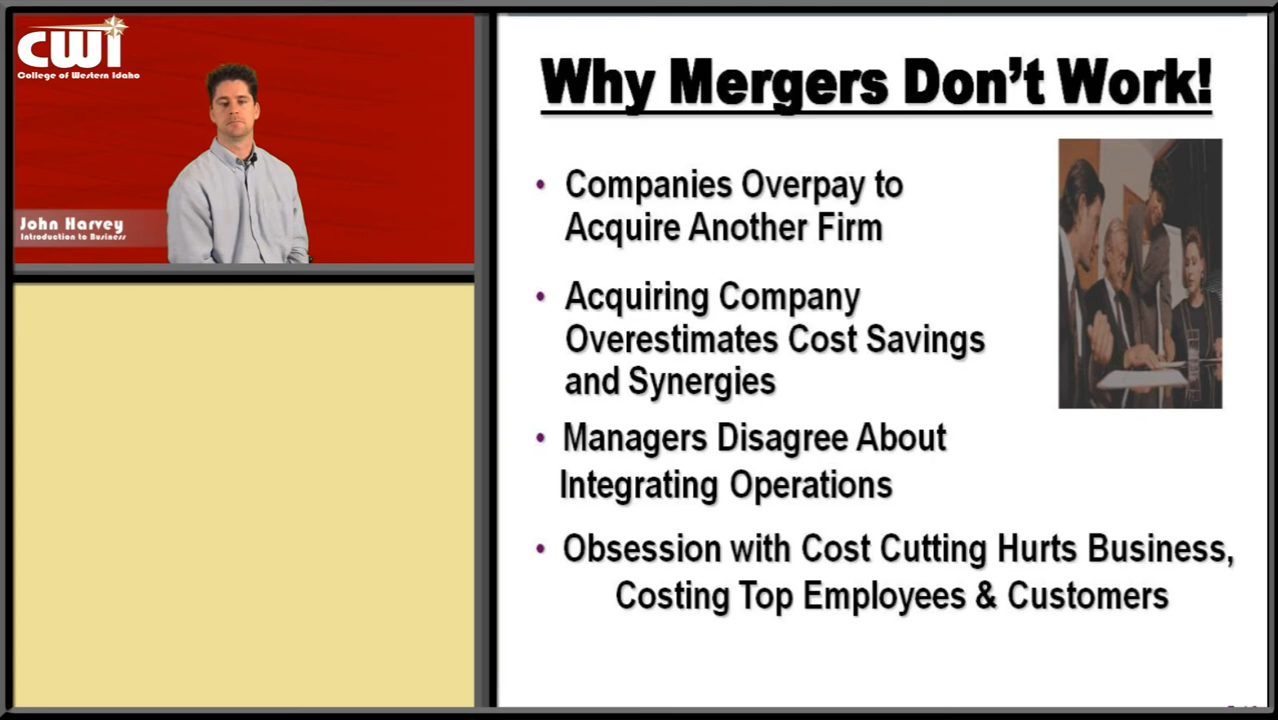 CWI
College of Western Idaho
John Harvey
Introduction to Business
Why Mergers Don't Work!
• Companies Overpay to
Acquire Another Firm
• Acquiring Company
Overestimates Cost Savings
and Synergies
• Managers Disagree About
Integrating Operations
• Obsession with Cost Cutting Hurts Business,
Costing Top Employees & Customers